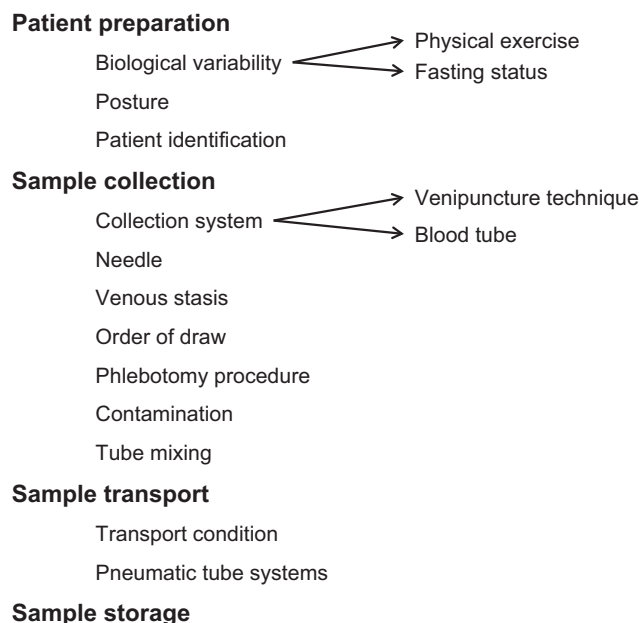 Patient preparation
Biological variability
Physical exercise
Fasting status
Posture
Patient identification
Sample collection
Collection system
Venipuncture technique
Blood tube
Needle
Venous stasis
Order of draw
Phlebotomy procedure
Contamination
Tube mixing
Sample transport
Transport condition
Pneumatic tube systems
Sample storage